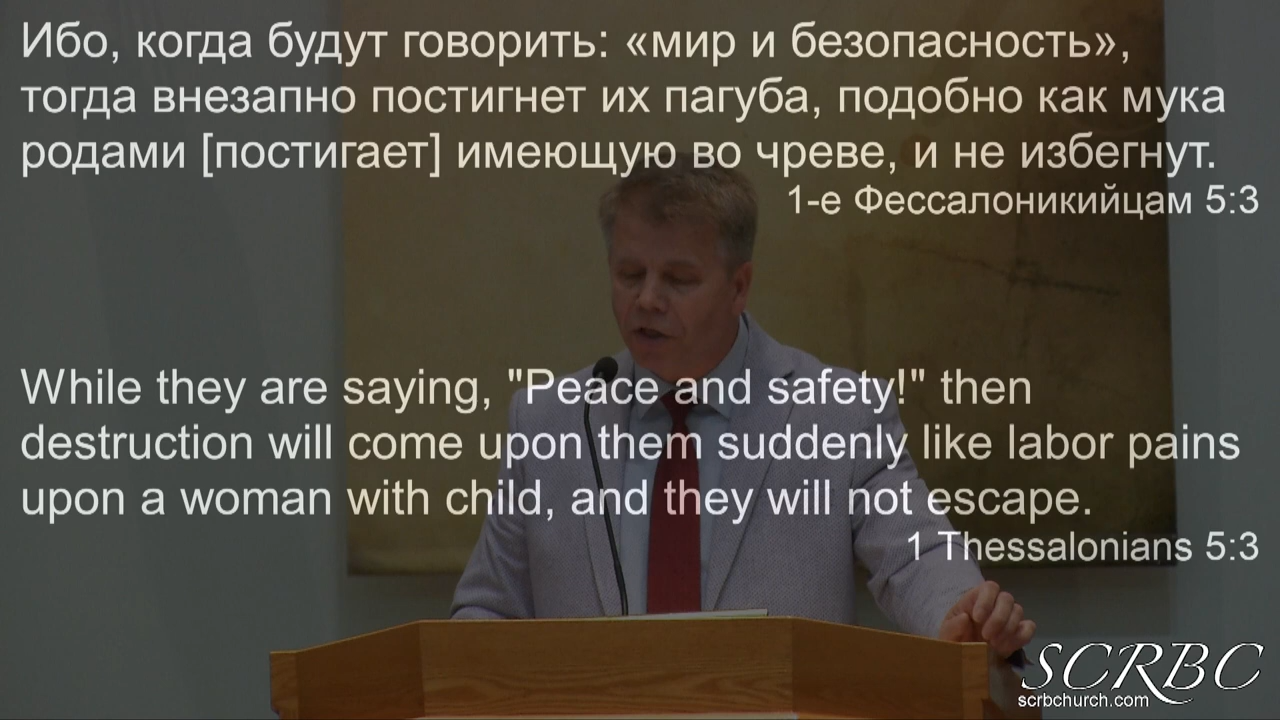 Ибо, когда будут говорить: «мир и безопасность»,
тогда внезапно постигнет их пагуба, подобно как мука
родами [постигает] имеющую во чреве, и не избегнут.
1-е Фессалоникийцам 5:3
While they are saying, "Peace and safety!" then
destruction will come upon them suddenly like labor pains
upon a woman with child, and they will not escape.
1 Thessalonians 5:3
SCRBC
scrbchurch.com